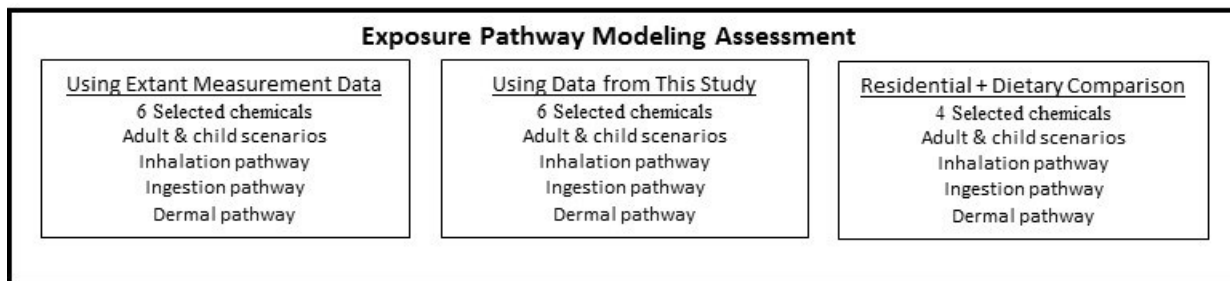 Exposure Pathway Modeling Assessment
Using Extant Measurement Data
6 Selected chemicals
Adult & child scenarios
Inhalation pathway
Ingestion pathway
Dermal pathway
Using Data from This Study
6 Selected chemicals
Adult & child scenarios
Inhalation pathway
Ingestion pathway
Dermal pathway
Residential + Dietary Comparison
4 Selected chemicals
Adult & child scenarios
Inhalation pathway
Ingestion pathway
Dermal pathway